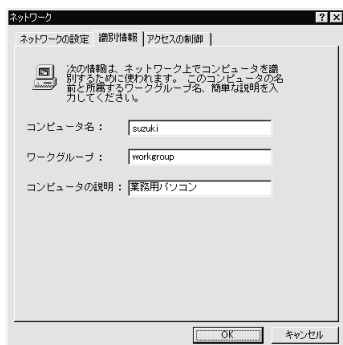 ネットワーク
ネットワークの設定 識別情報 アクセスの制御
次の情報は、ネットワーク上でコンピュータを識
別するために使われます。このコンピュータの名
前と所属するワークグループ名、簡単な説明を入
力してください。
コンピュータ名： suzuki
ワークグループ： workgroup
コンピュータの説明： 業務用パソコン
OK キャンセル